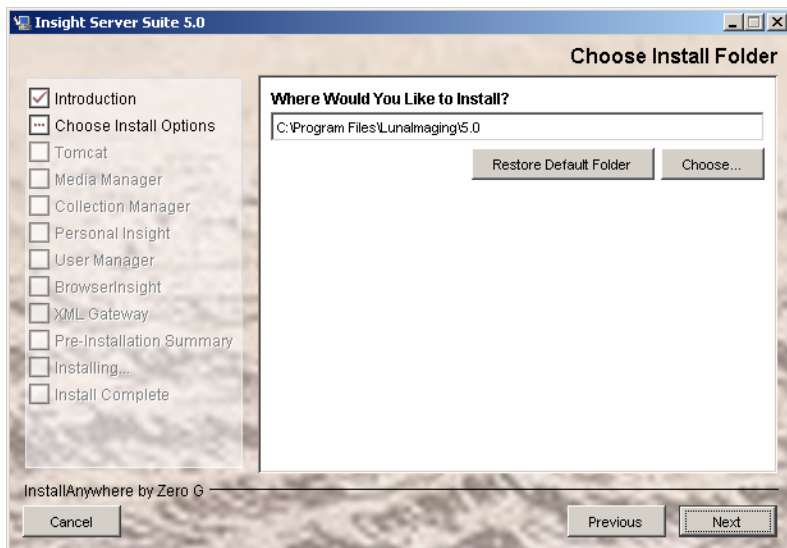 Insight Server Suite 5.0
Choose Install Folder
Introduction
Choose Install Options
Tomcat
Media Manager
Collection Manager
Personal Insight
User Manager
BrowserInsight
XML Gateway
Pre-Installation Summary
Installing...
Install Complete
Where Would You Like to Install?
C:\Program Files\LunaImaging\5.0
Restore Default Folder
Choose...
InstallAnywhere by Zero G
Cancel
Previous
Next